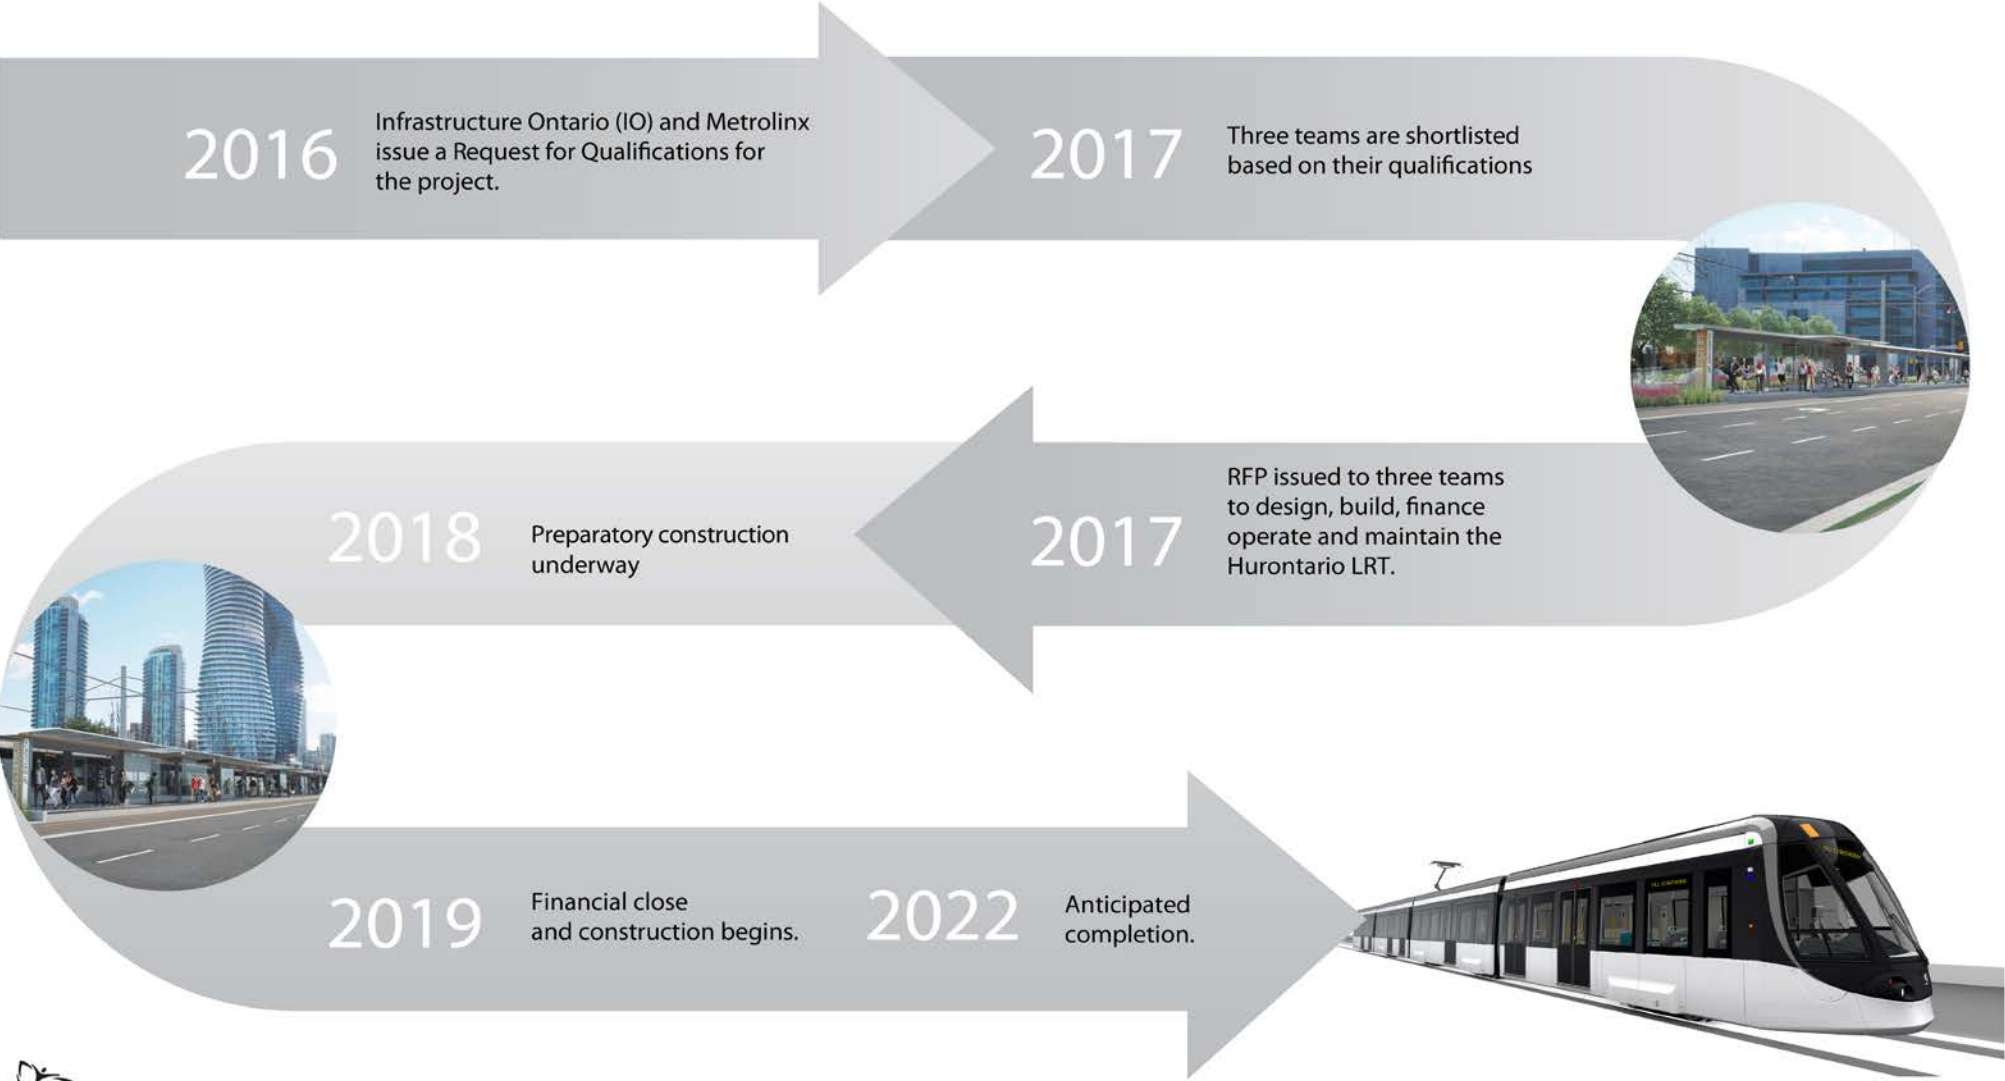 2016
Infrastructure Ontario (IO) and Metrolinx
issue a Request for Qualifications for
the project.
2017
Three teams are shortlisted
based on their qualifications
2017
RFP issued to three teams
to design, build, finance
operate and maintain the
Hurontario LRT.
2018
Preparatory construction
underway
2019
Financial close
and construction begins.
2022
Anticipated
completion.